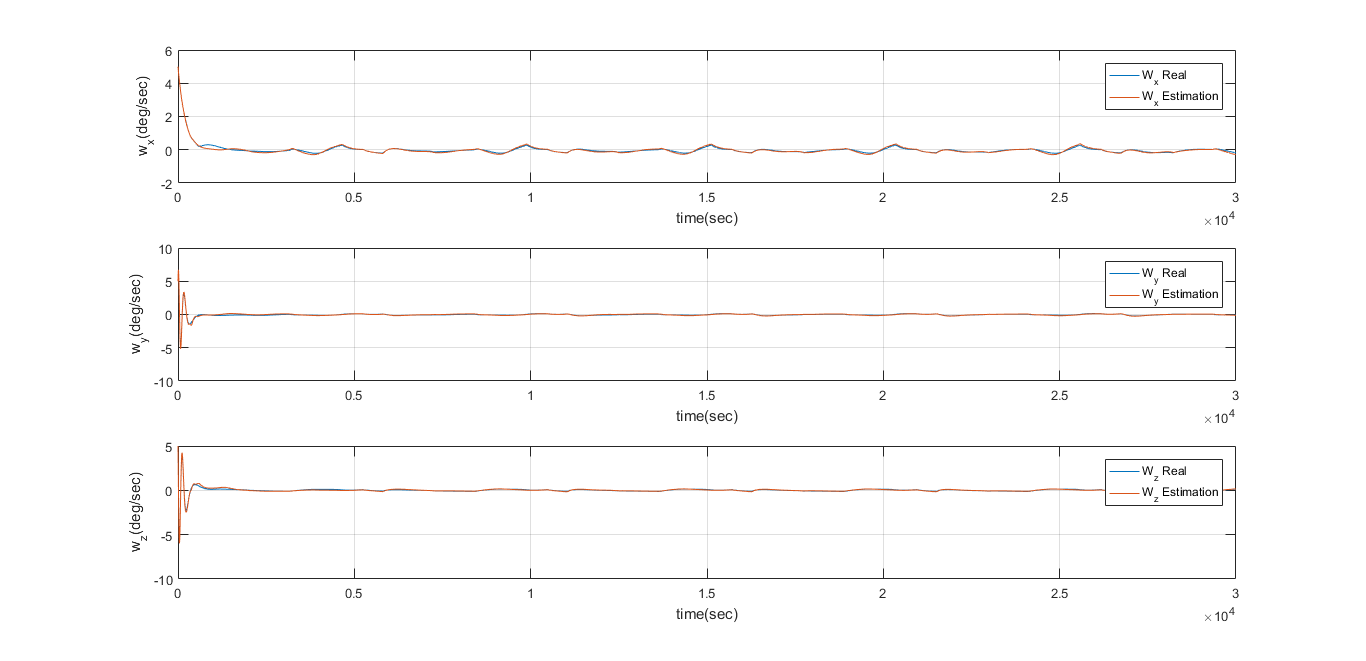 6
4
2
0
-2
w_x(deg/sec)
W_x Real
W_x Estimation
0 0.5 1 1.5 2 2.5 3
time(sec)
×10^4
10
5
0
-5
-10
w_y(deg/sec)
W_y Real
W_y Estimation
0 0.5 1 1.5 2 2.5 3
time(sec)
×10^4
5
0
-5
-10
w_z(deg/sec)
W_z Real
W_z Estimation
0 0.5 1 1.5 2 2.5 3
time(sec)
×10^4